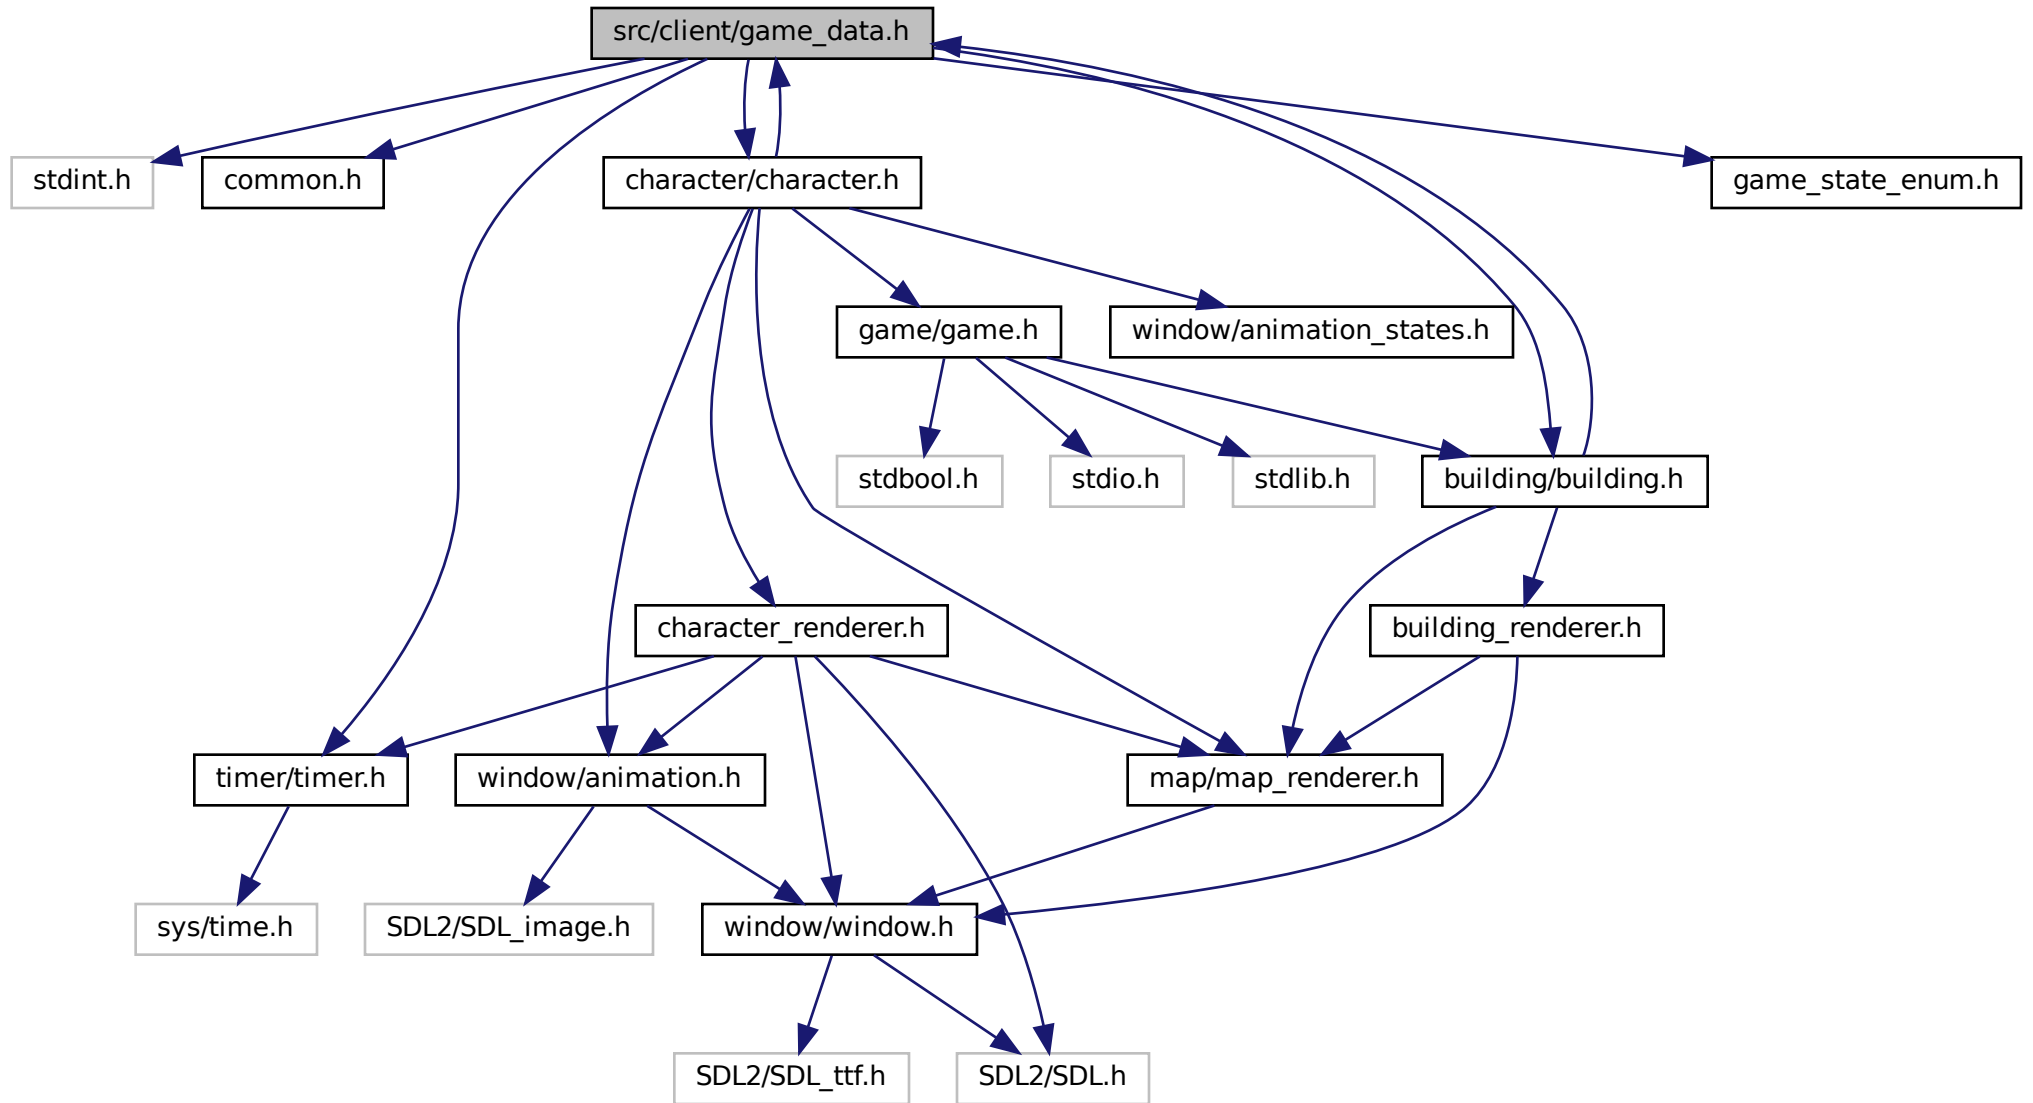 src/client/game_data.h
stdint.h
common.h
character/character.h
game_state_enum.h
game/game.h
window/animation_states.h
stdbool.h
stdio.h
stdlib.h
building/building.h
character_renderer.h
building_renderer.h
timer/timer.h
window/animation.h
map/map_renderer.h
sys/time.h
SDL2/SDL_image.h
window/window.h
SDL2/SDL_ttf.h
SDL2/SDL.h